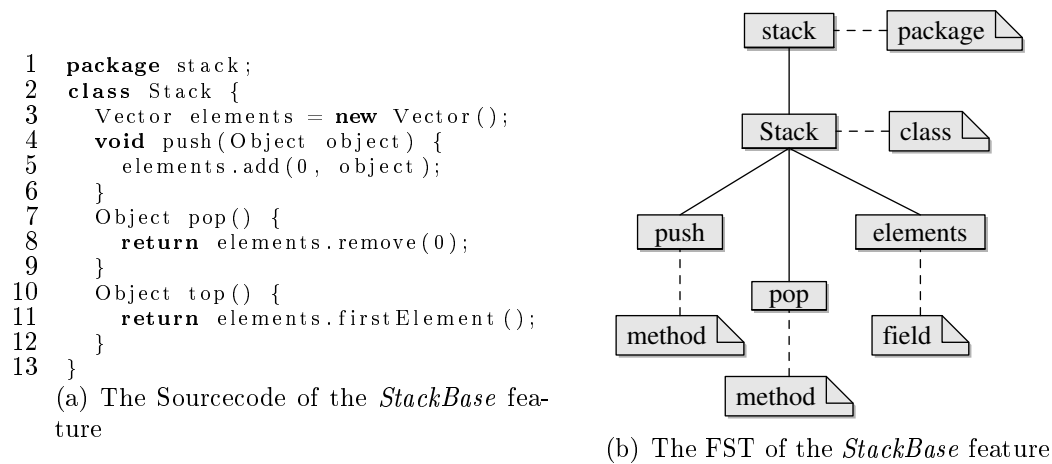 1 package stack;
2 class Stack {
3 Vector elements = new Vector();
4 void push(Object object) {
5 elements.add(0, object);
6 }
7 Object pop() {
8 return elements.remove(0);
9 }
10 Object top() {
11 return elements.firstElement();
12 }
13 }
(a) The Sourcecode of the StackBase fea-
ture
stack
package
Stack
class
push
elements
pop
method
field
method
(b) The FST of the StackBase feature